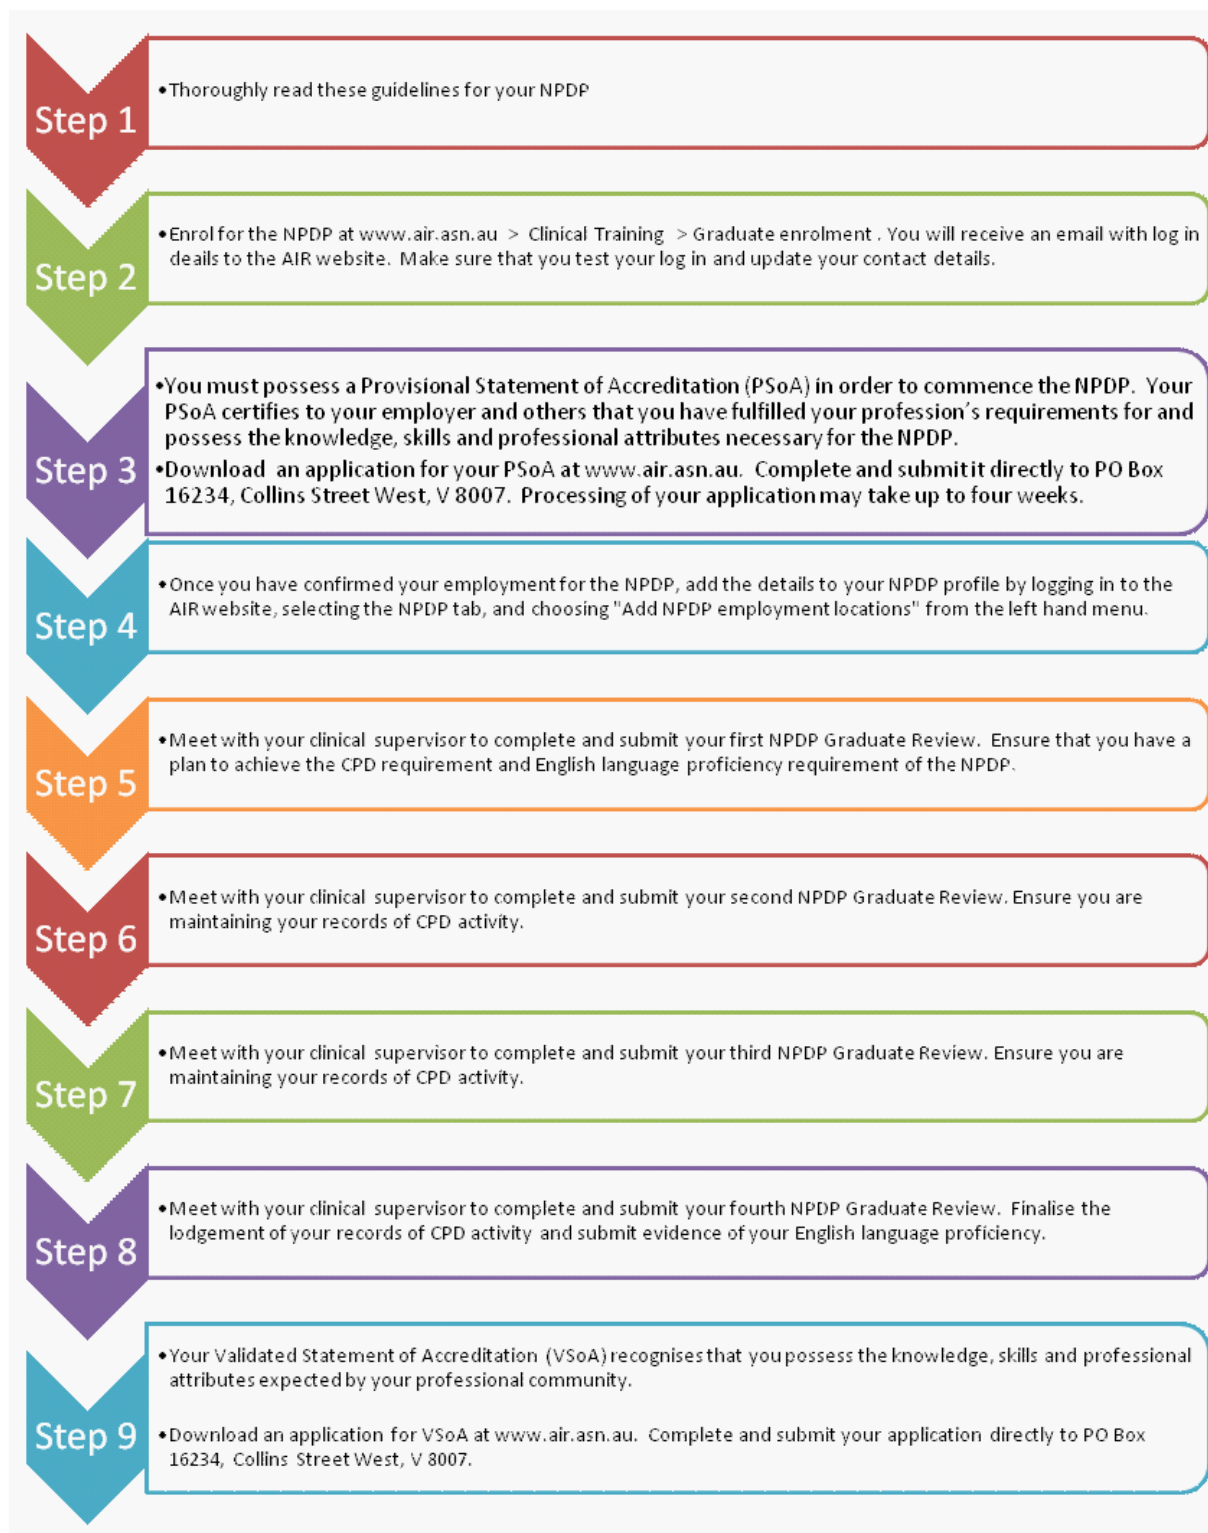 Step 1
•Thoroughly read these guidelines for your NPDP
Step 2
•Enrol for the NPDP at www.air.asn.au > Clinical Training > Graduate enrolment . You will receive an email with log in
deails to the AIR website. Make sure that you test your log in and update your contact details.
Step 3
•You must possess a Provisional Statement of Accreditation (PSoA) in order to commence the NPDP. Your
PSoA certifies to your employer and others that you have fulfilled your profession’s requirements for and
possess the knowledge, skills and professional attributes necessary for the NPDP.
•Download an application for your PSoA at www.air.asn.au. Complete and submit it directly to PO Box
16234, Collins Street West, V 8007. Processing of your application may take up to four weeks.
Step 4
•Once you have confirmed your employment for the NPDP, add the details to your NPDP profile by logging in to the
AIR website, selecting the NPDP tab, and choosing "Add NPDP employment locations" from the left hand menu.
Step 5
•Meet with your clinical supervisor to complete and submit your first NPDP Graduate Review. Ensure that you have a
plan to achieve the CPD requirement and English language proficiency requirement of the NPDP.
Step 6
•Meet with your clinical supervisor to complete and submit your second NPDP Graduate Review. Ensure you are
maintaining your records of CPD activity.
Step 7
•Meet with your clinical supervisor to complete and submit your third NPDP Graduate Review. Ensure you are
maintaining your records of CPD activity.
Step 8
•Meet with your clinical supervisor to complete and submit your fourth NPDP Graduate Review. Finalise the
lodgement of your records of CPD activity and submit evidence of your English language proficiency.
Step 9
•Your Validated Statement of Accreditation (VSoA) recognises that you possess the knowledge, skills and professional
attributes expected by your professional community.
•Download an application for VSoA at www.air.asn.au. Complete and submit your application directly to PO Box
16234, Collins Street West, V 8007.